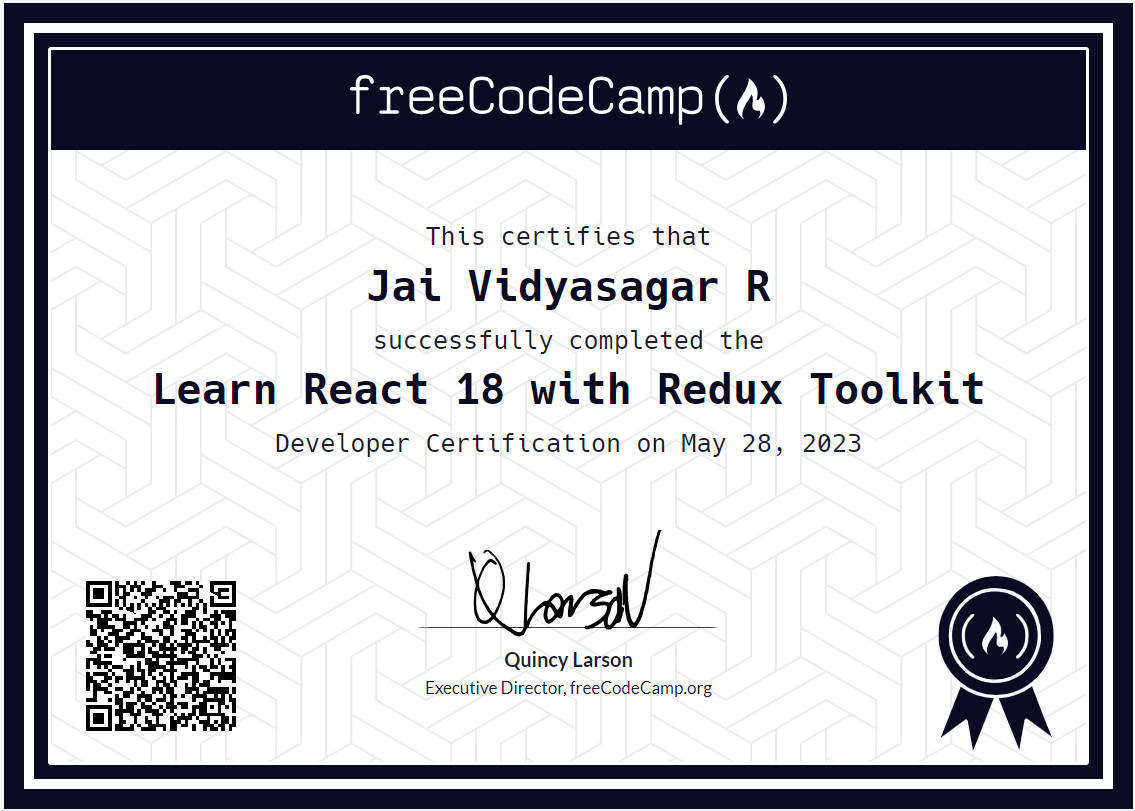 freeCodeCamp(🔥)
This certifies that
Jai Vidyasagar R
successfully completed the
Learn React 18 with Redux Toolkit
Developer Certification on May 28, 2023
Quincy Larson
Executive Director, freeCodeCamp.org